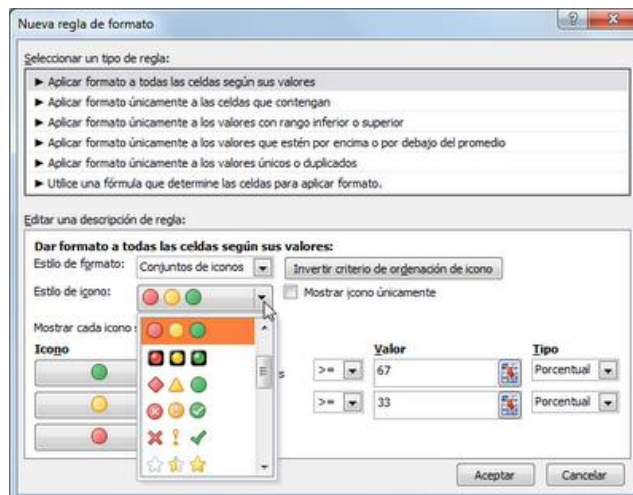 Nueva regla de formato
Seleccionar un tipo de regla:
► Aplicar formato a todas las celdas según sus valores
► Aplicar formato únicamente a las celdas que contengan
► Aplicar formato únicamente a los valores con rango inferior o superior
► Aplicar formato únicamente a los valores que estén por encima o por debajo del promedio
► Aplicar formato únicamente a los valores únicos o duplicados
► Utilice una fórmula que determine las celdas para aplicar formato.
Editar una descripción de regla:
Dar formato a todas las celdas según sus valores:
Estilo de formato: Conjuntos de iconos Invertir criterio de ordenación de icono
Estilo de icono: Mostrar icono únicamente
Mostrar cada icono s
Icono Valor Tipo
s >= 67 Porcentual
>= 33 Porcentual
Aceptar Cancelar